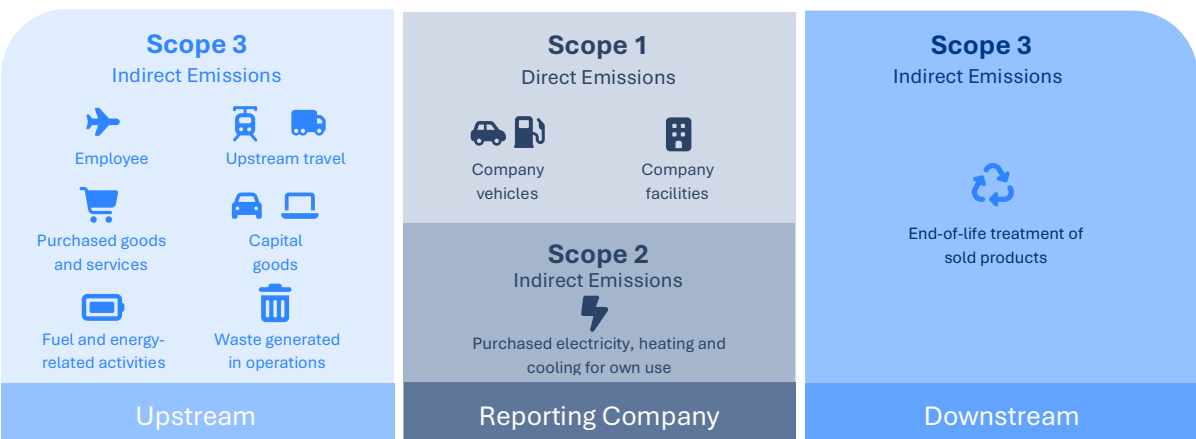 Scope 3
Indirect Emissions
Employee
Upstream travel
Purchased goods
and services
Capital
goods
Fuel and energy-
related activities
Waste generated
in operations
Upstream
Scope 1
Direct Emissions
Company
vehicles
Company
facilities
Scope 2
Indirect Emissions
Purchased electricity, heating and
cooling for own use
Reporting Company
Scope 3
Indirect Emissions
End-of-life treatment of
sold products
Downstream